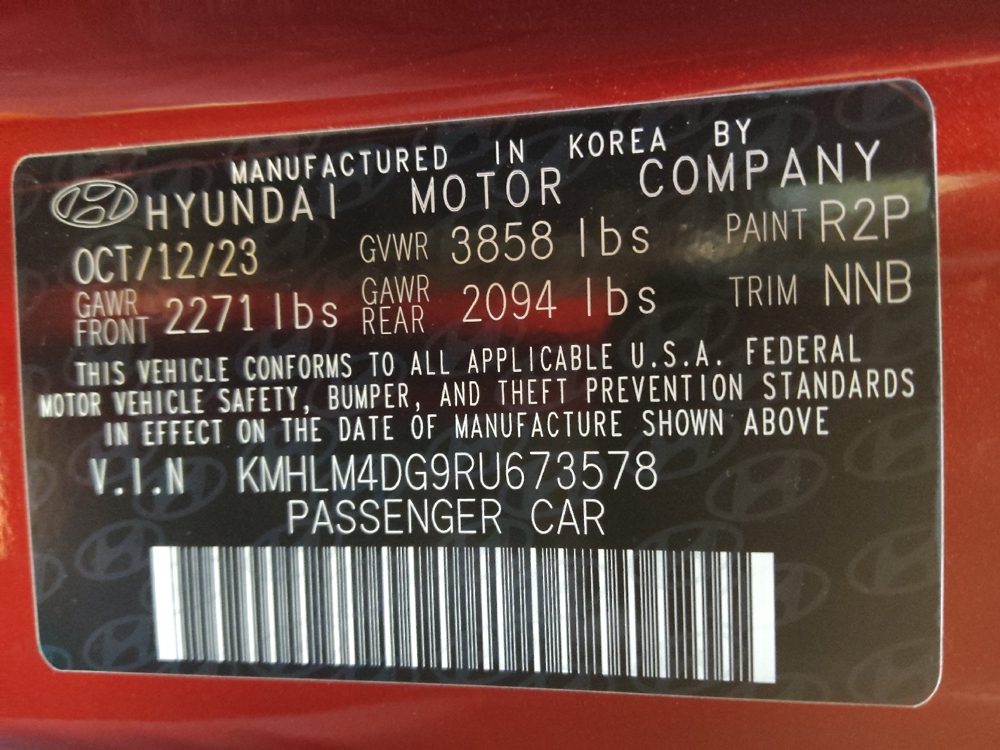 MANUFACTURED IN KOREA BY
HYUNDAI MOTOR COMPANY
OCT/12/23 GVWR 3858 lbs PAINT R2P
GAWR FRONT 2271 lbs GAWR REAR 2094 lbs TRIM NNB
THIS VEHICLE CONFORMS TO ALL APPLICABLE U.S.A. FEDERAL
MOTOR VEHICLE SAFETY, BUMPER, AND THEFT PREVENTION STANDARDS
IN EFFECT ON THE DATE OF MANUFACTURE SHOWN ABOVE
V.I.N KMHLM4DG9RU673578
PASSENGER CAR